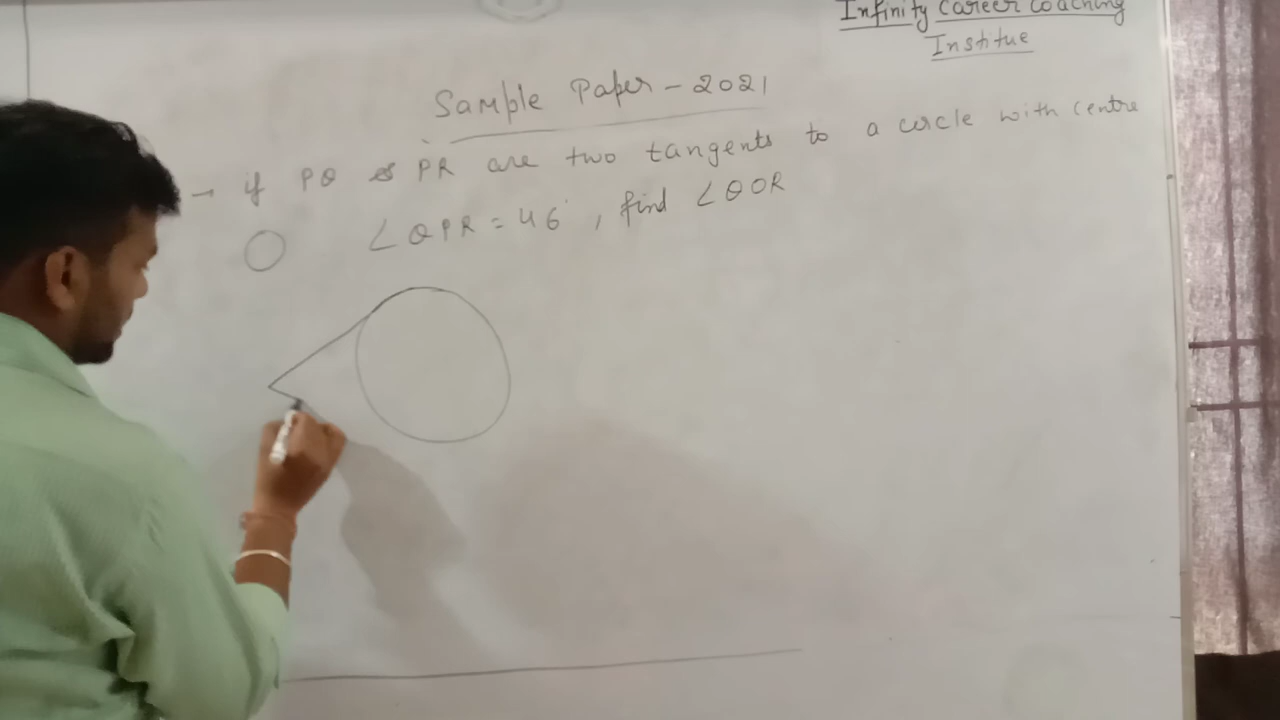 Infinity Career Coaching
Institue
Sample Paper - 2021
→ if PQ & PR are two tangents to a circle with centre
O ∠QPR = 46°, find ∠QOR